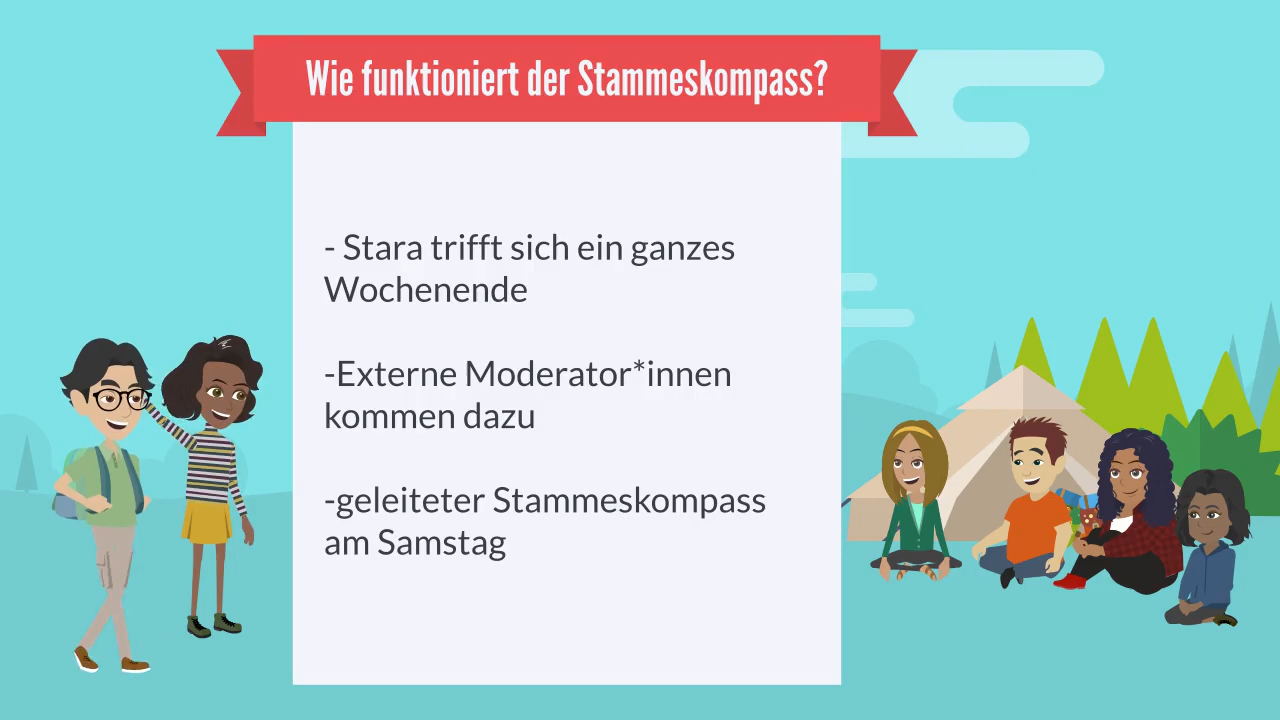 Wie funktioniert der Stammeskompass?
- Stara trifft sich ein ganzes
Wochenende
-Externe Moderator*innen
kommen dazu
-geleiteter Stammeskompass
am Samstag